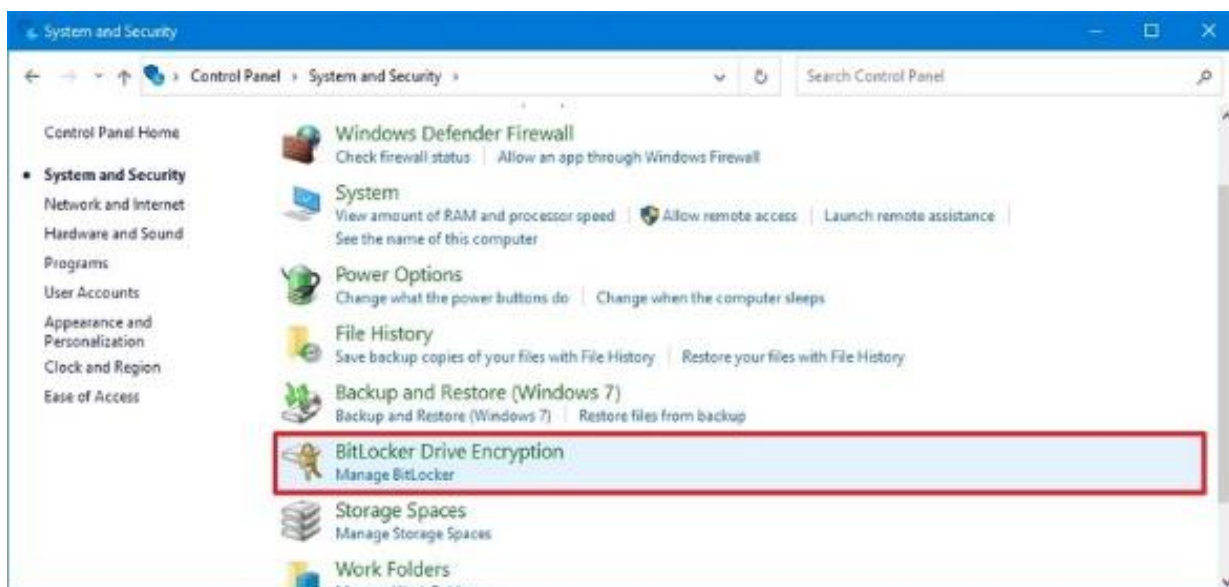 System and Security
Control Panel › System and Security ›
Search Control Panel
Control Panel Home
System and Security
Network and Internet
Hardware and Sound
Programs
User Accounts
Appearance and
Personalization
Clock and Region
Ease of Access
Windows Defender Firewall
Check firewall status | Allow an app through Windows Firewall
System
View amount of RAM and processor speed | Allow remote access | Launch remote assistance |
See the name of this computer
Power Options
Change what the power buttons do | Change when the computer sleeps
File History
Save backup copies of your files with File History | Restore your files with File History
Backup and Restore (Windows 7)
Backup and Restore (Windows 7) | Restore files from backup
BitLocker Drive Encryption
Manage BitLocker
Storage Spaces
Manage Storage Spaces
Work Folders